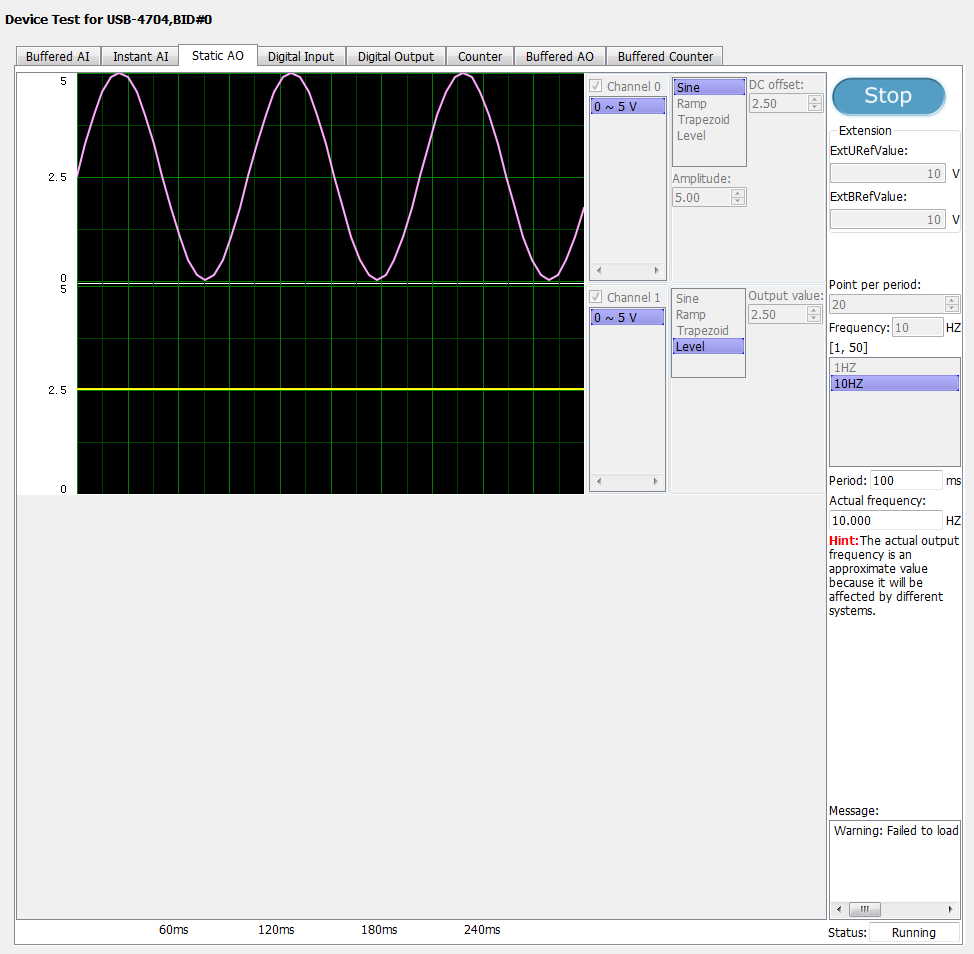 Device Test for USB-4704,BID#0
Buffered AI Instant AI Static AO Digital Input Digital Output Counter Buffered AO Buffered Counter
5
2.5
0
Channel 0
0 ~ 5 V
Sine
Ramp
Trapezoid
Level
DC offset:
2.50
Amplitude:
5.00
5
2.5
0
Channel 1
0 ~ 5 V
Sine
Ramp
Trapezoid
Level
Output value:
2.50
60ms 120ms 180ms 240ms
Stop
Extension
ExtURefValue:
10 V
ExtBRefValue:
10 V
Point per period:
20
Frequency: 10 HZ
[1, 50]
1HZ
10HZ
Period: 100 ms
Actual frequency:
10.000 HZ
Hint:The actual output
frequency is an
approximate value
because it will be
affected by different
systems.
Message:
Warning: Failed to load
Status: Running